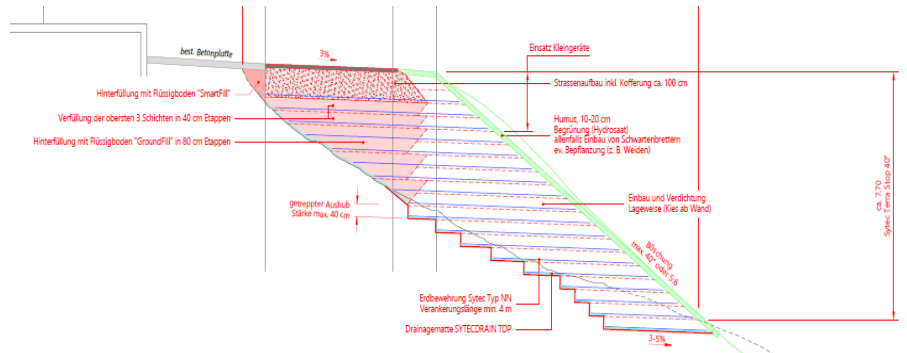 best. Betonplatte
3%
Einsatz Kleingeräte
Hinterfüllung mit Flüssigboden "SmartFill"
Strassenaufbau inkl. Kofferung ca. 100 cm
Verfüllung der obersten 3 Schichten in 40 cm Etappen
Humus, 10-20 cm
Begrünung (Hydrosaat)
allenfalls Einbau von Schwartenbrettern
ev. Bepflanzung (z. B. Weiden)
Hinterfüllung mit Flüssigboden "GroundFill" in 80 cm Etappen
ca. 7.70
Sytec Terra Stop 40°
getreppter Aushub
Stärke max. 40 cm
Einbau und Verdichtung
Lageweise (Kies ab Wand)
Böschung
max. 40° oder 5:6
Erdbewehrung Sytec Typ NN
Verankerungslänge min. 4 m
Drainagematte SYTECDRAIN TDP
3-5%